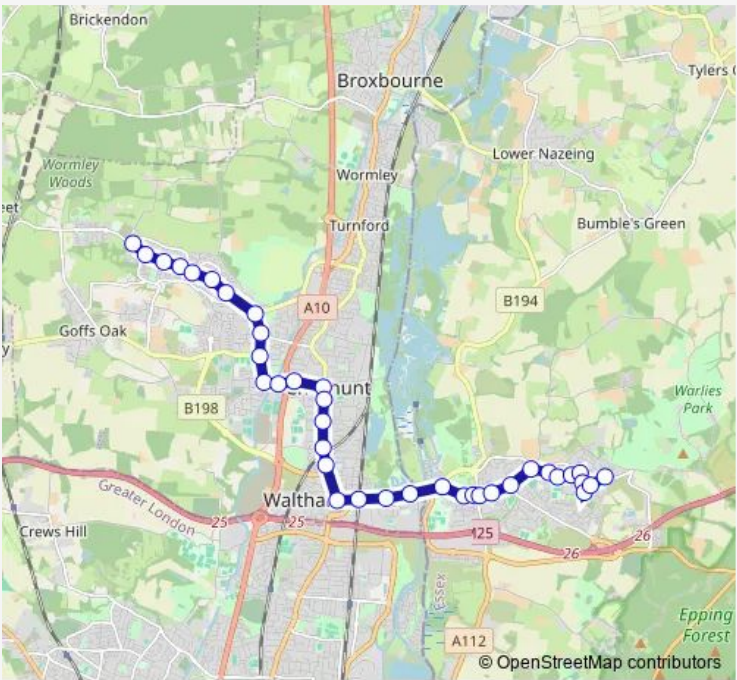 Brickendon
Broxbourne
Tylers
Lower Nazeing
Wormley
Woods
Wormley
eet
Turnford
Bumble's Green
A10
B194
Goffs Oak
y
Warlies
Park
B198
unt
Waltha
Greater London
25
25
M25
26
26
Crews Hill
Essex
Epping
Forest
A112
© OpenStreetMap contributors